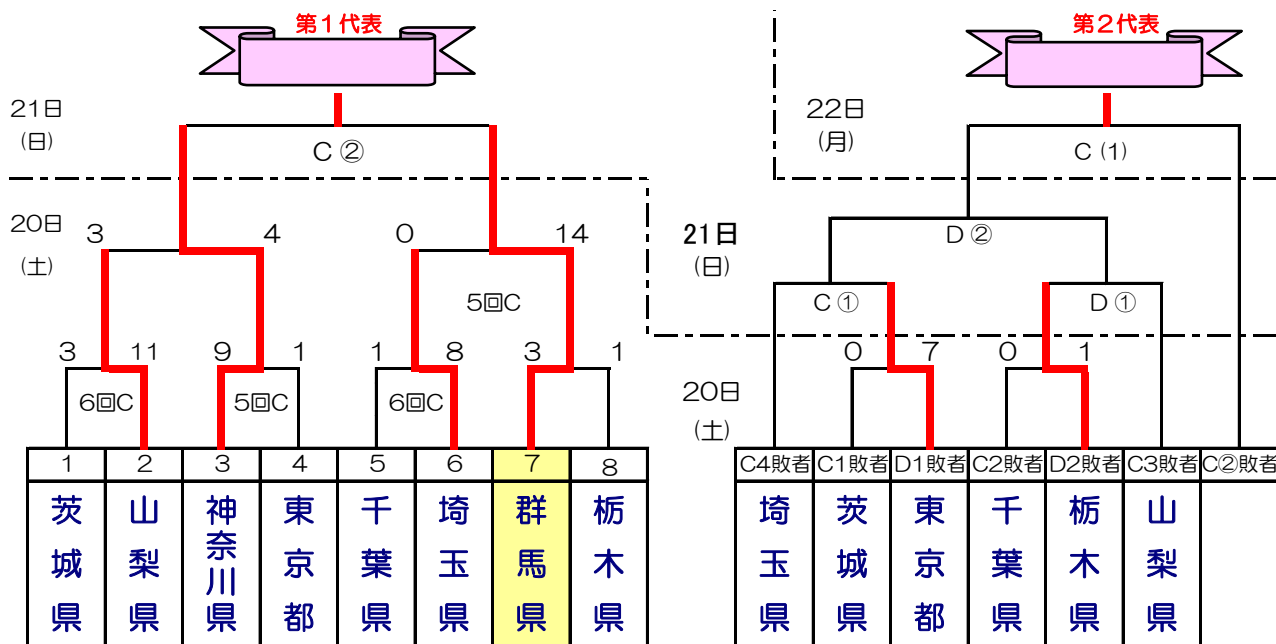 第1代表
第2代表
21日
(日)
C②
22日
(月)
C(1)
20日
(土)
3 4 0 14
21日
(日)
D②
5回C
C① D①
3 11 9 1 1 8 3 1
0 7 0 1
6回C 5回C 6回C
20日
(土)
1 2 3 4 5 6 7 8
茨城県 山梨県 神奈川県 東京都 千葉県 埼玉県 群馬県 栃木県
C4敗者 C1敗者 D1敗者 C2敗者 D2敗者 C3敗者 C②敗者
埼玉県 茨城県 東京都 千葉県 栃木県 山梨県